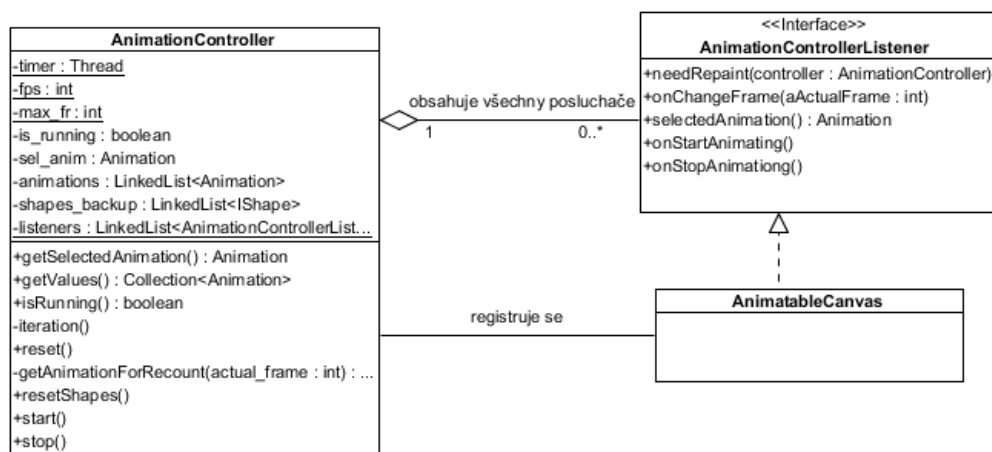 AnimationController
-timer : Thread
-fps : int
-max_fr : int
-is_running : boolean
-sel_anim : Animation
-animations : LinkedList<Animation>
-shapes_backup : LinkedList<IShape>
-listeners : LinkedList<AnimationControllerList...
+getSelectedAnimation() : Animation
+getValues() : Collection<Animation>
+isRunning() : boolean
-iteration()
+reset()
-getAnimationForRecount(actual_frame : int) : ...
+resetShapes()
+start()
+stop()
obsahuje všechny posluchače
1
0..*
<<Interface>>
AnimationControllerListener
+needRepaint(controller : AnimationController)
+onChangeFrame(aActualFrame : int)
+selectedAnimation() : Animation
+onStartAnimating()
+onStopAnimationg()
registruje se
AnimatableCanvas